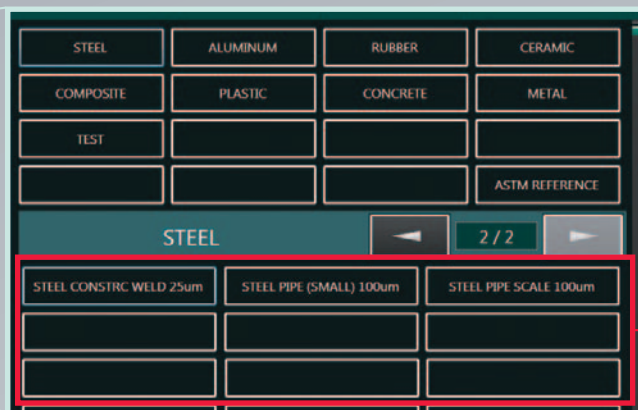 STEEL ALUMINUM RUBBER CERAMIC
COMPOSITE PLASTIC CONCRETE METAL
TEST
ASTM REFERENCE
STEEL 2/2
STEEL CONSTRC WELD 25um STEEL PIPE (SMALL) 100um STEEL PIPE SCALE 100um